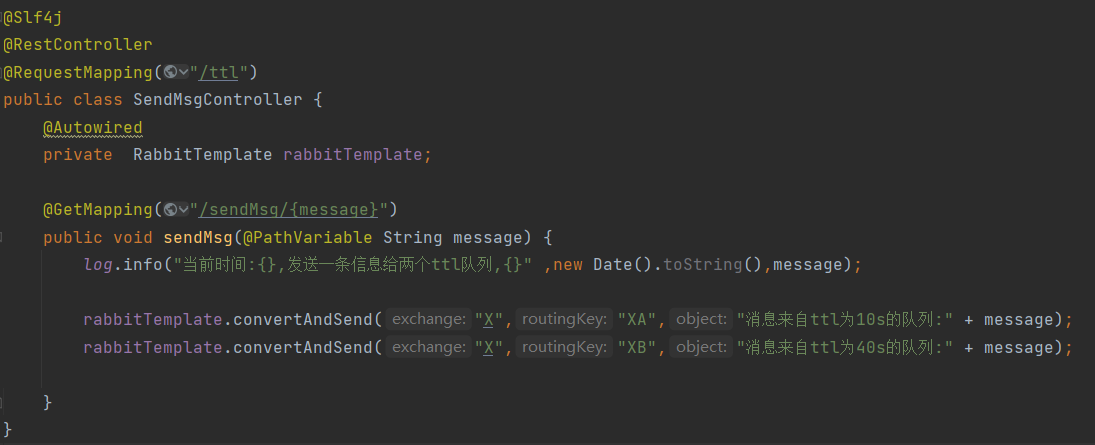 @Slf4j
@RestController
@RequestMapping("/ttl")
public class SendMsgController {
    @Autowired
    private  RabbitTemplate rabbitTemplate;
    @GetMapping("/sendMsg/{message}")
    public void sendMsg(@PathVariable String message) {
        log.info("当前时间:{},发送一条信息给两个ttl队列,{}" ,new Date().toString(),message);
        rabbitTemplate.convertAndSend( exchange: "X", routingKey: "XA", object: "消息来自ttl为10s的队列:" + message);
        rabbitTemplate.convertAndSend( exchange: "X", routingKey: "XB", object: "消息来自ttl为40s的队列:" + message);
    }
}